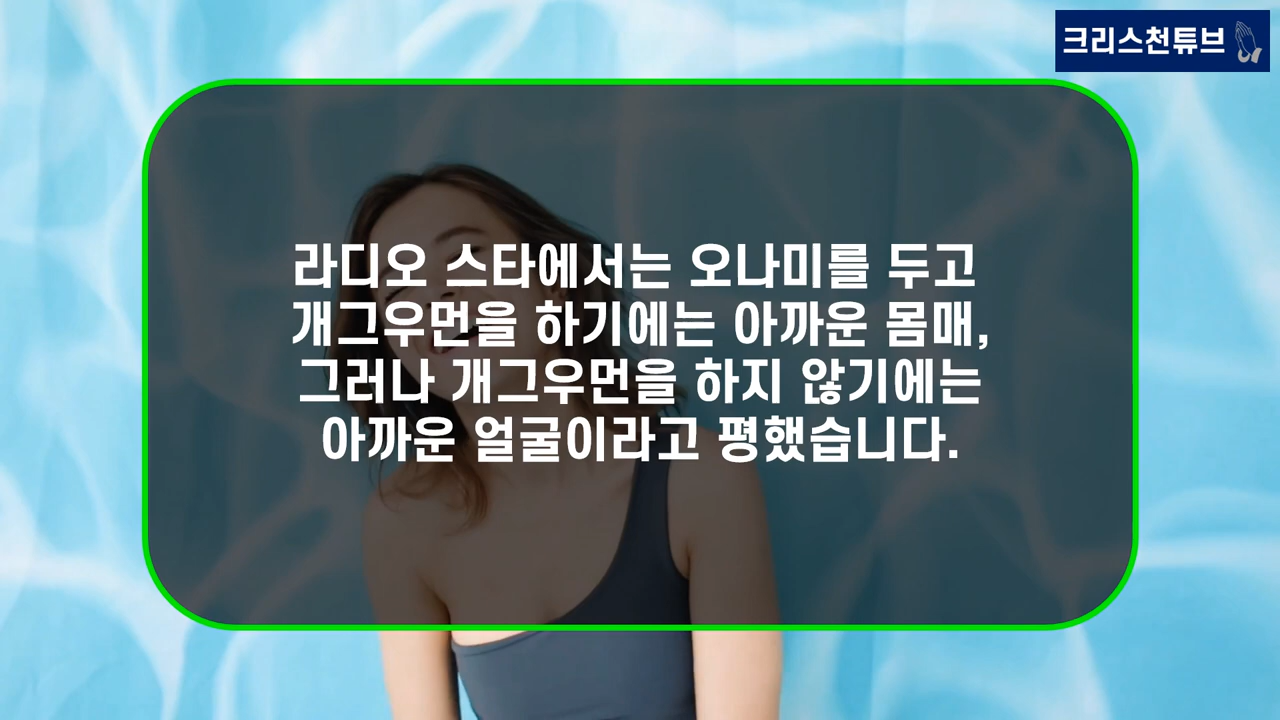 크리스천튜브
라디오 스타에서는 오나미를 두고
개그우먼을 하기에는 아까운 몸매,
그러나 개그우먼을 하지 않기에는
아까운 얼굴이라고 평했습니다.